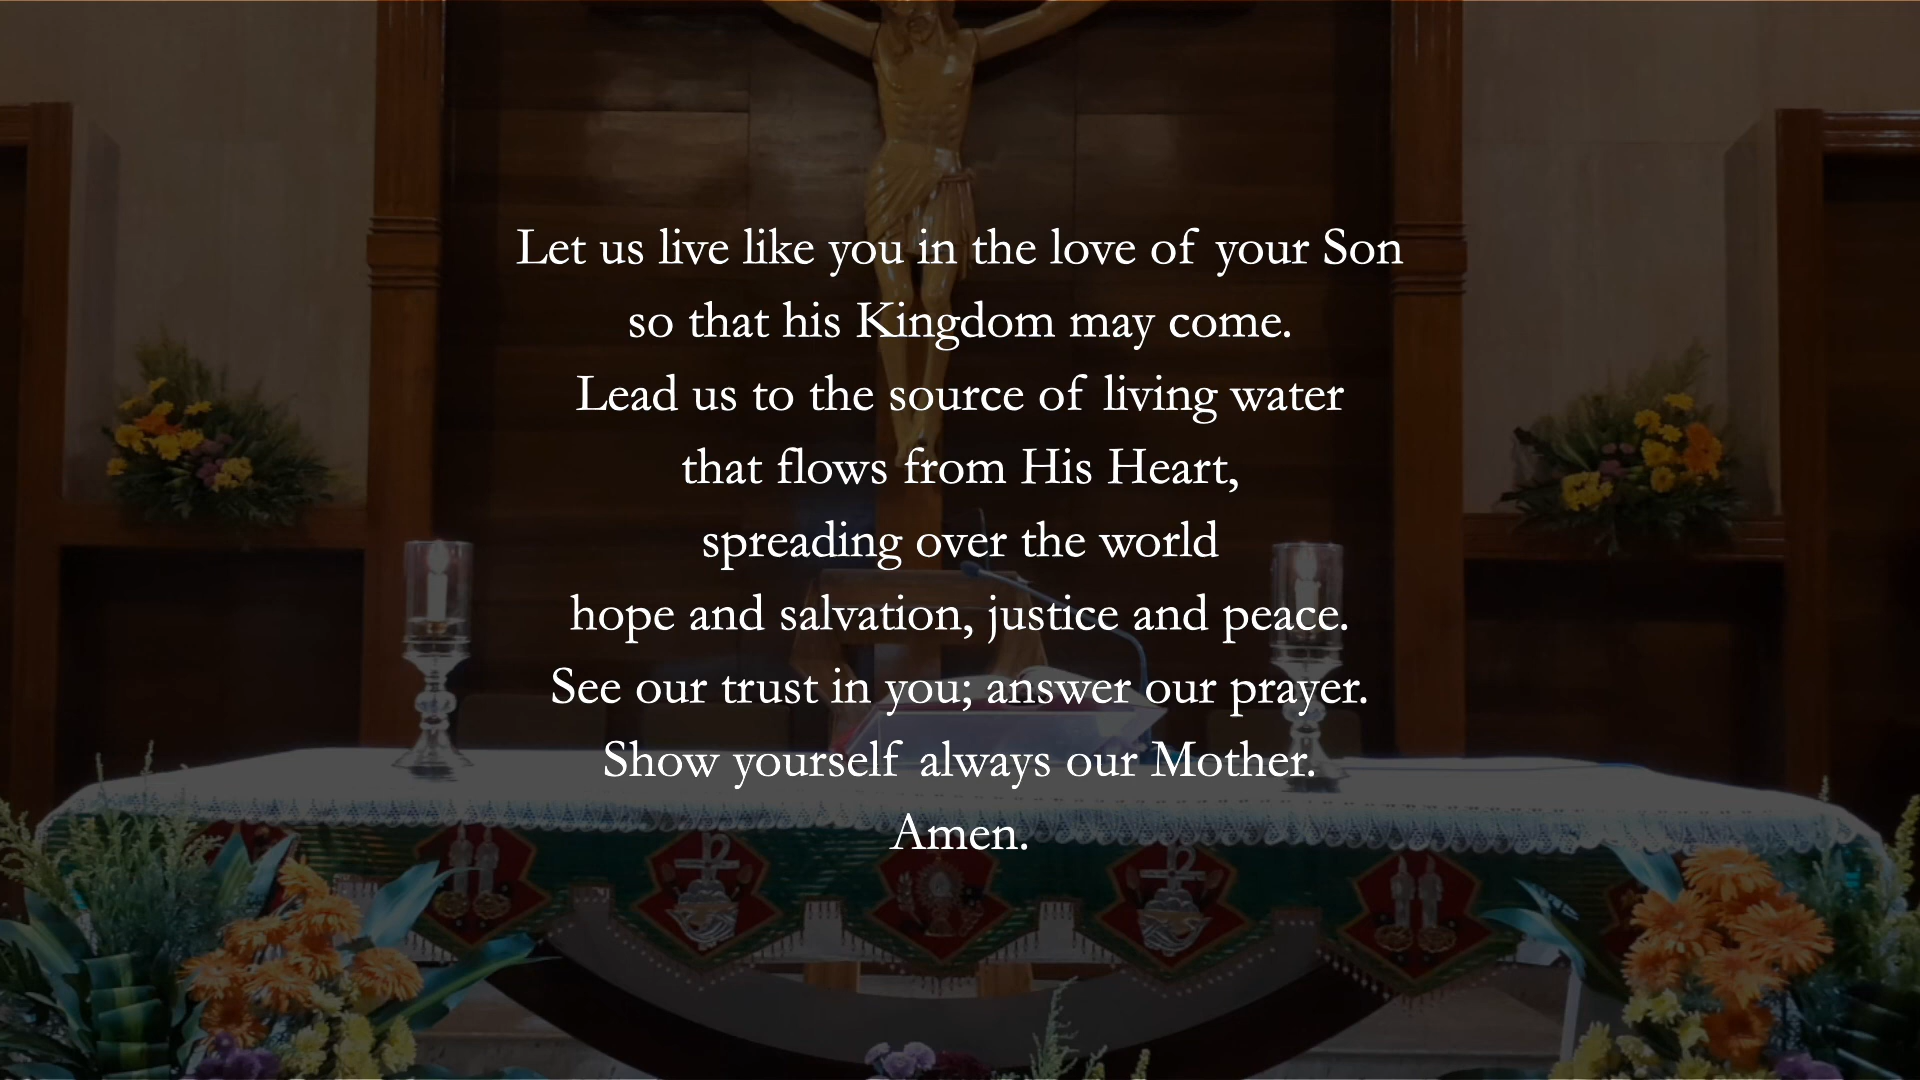 Let us live like you in the love of your Son
so that his Kingdom may come.
Lead us to the source of living water
that flows from His Heart,
spreading over the world
hope and salvation, justice and peace.
See our trust in you; answer our prayer.
Show yourself always our Mother.
Amen.